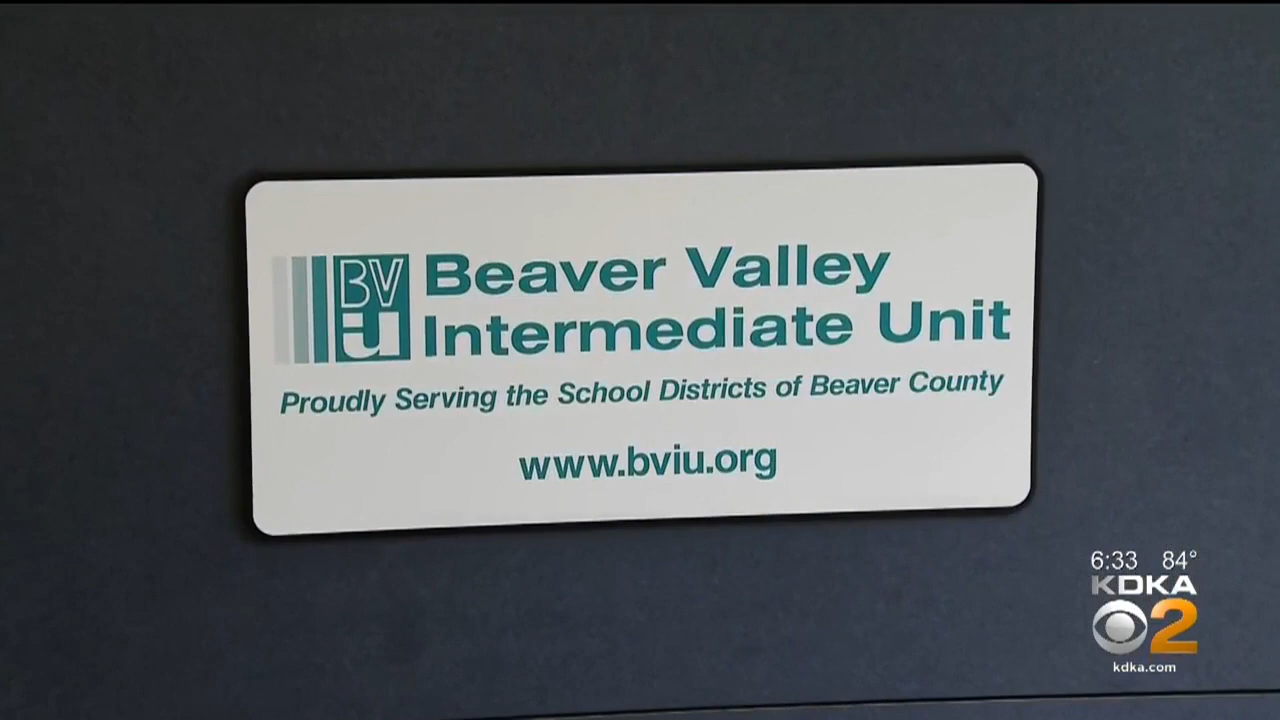 BV
IU
Beaver Valley
Intermediate Unit
Proudly Serving the School Districts of Beaver County
www.bviu.org
6:33 84°
KDKA
2
kdka.com